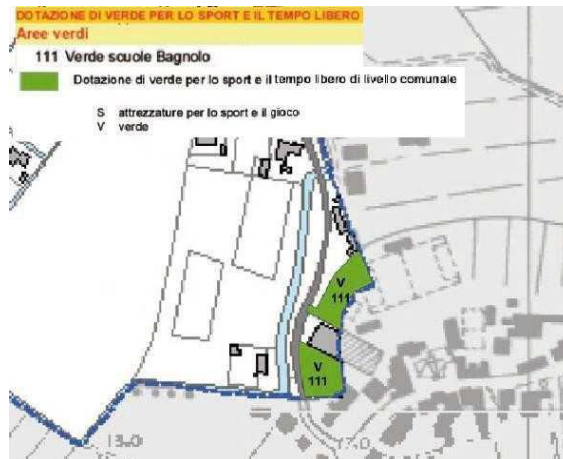 DOTAZIONE DI VERDE PER LO SPORT E IL TEMPO LIBERO
Aree verdi
111 Verde scuole Bagnolo
Dotazione di verde per lo sport e il tempo libero di livello comunale
S attrezzature per lo sport e il gioco
V verde
V
111
V
111
13.0
17.0